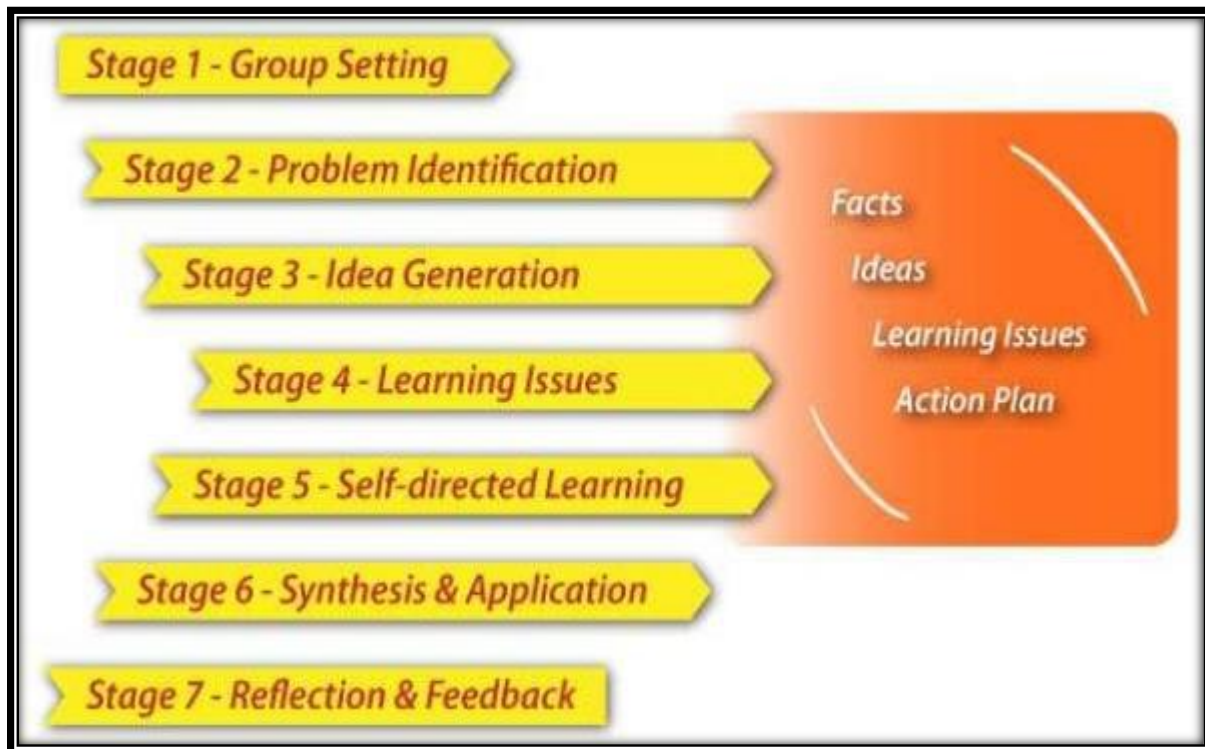 Stage 1 - Group Setting
Stage 2 - Problem Identification
Stage 3 - Idea Generation
Stage 4 - Learning Issues
Stage 5 - Self-directed Learning
Stage 6 - Synthesis & Application
Stage 7 - Reflection & Feedback
Facts
Ideas
Learning Issues
Action Plan